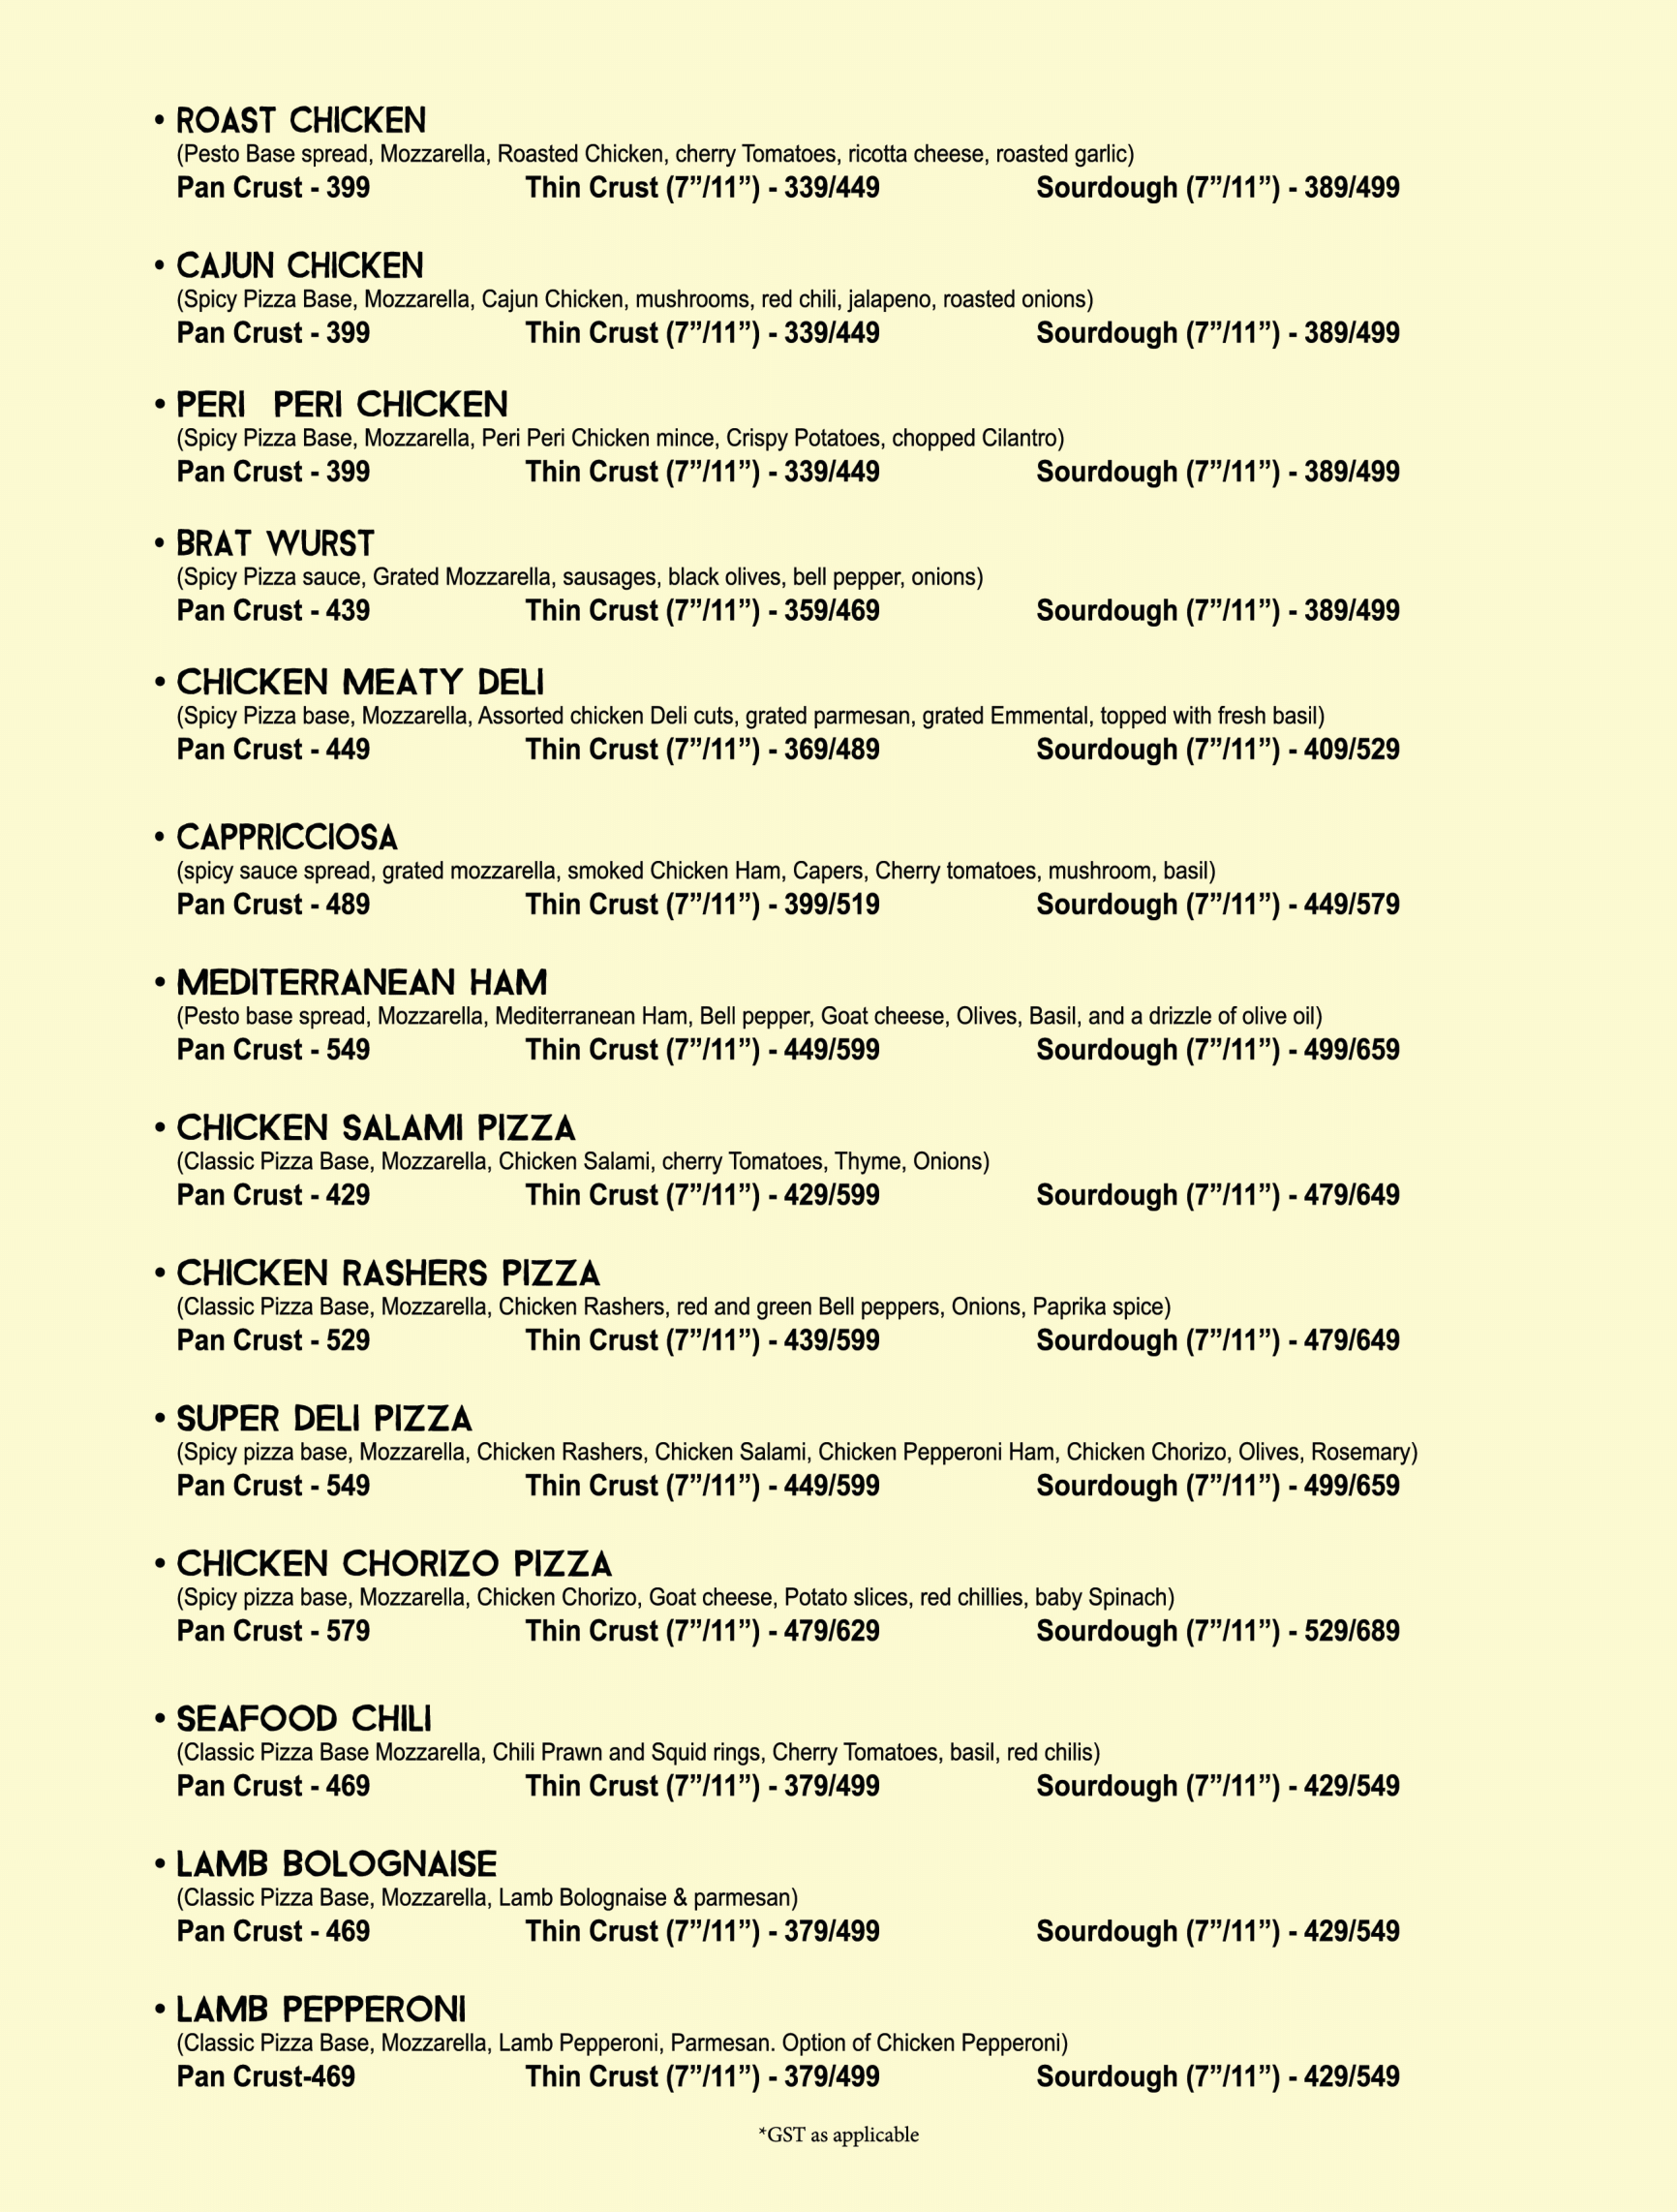 • ROAST CHICKEN
(Pesto Base spread, Mozzarella, Roasted Chicken, cherry Tomatoes, ricotta cheese, roasted garlic)
Pan Crust - 399 Thin Crust (7”/11”) - 339/449 Sourdough (7”/11”) - 389/499
• CAJUN CHICKEN
(Spicy Pizza Base, Mozzarella, Cajun Chicken, mushrooms, red chili, jalapeno, roasted onions)
Pan Crust - 399 Thin Crust (7”/11”) - 339/449 Sourdough (7”/11”) - 389/499
• PERI PERI CHICKEN
(Spicy Pizza Base, Mozzarella, Peri Peri Chicken mince, Crispy Potatoes, chopped Cilantro)
Pan Crust - 399 Thin Crust (7”/11”) - 339/449 Sourdough (7”/11”) - 389/499
• BRAT WURST
(Spicy Pizza sauce, Grated Mozzarella, sausages, black olives, bell pepper, onions)
Pan Crust - 439 Thin Crust (7”/11”) - 359/469 Sourdough (7”/11”) - 389/499
• CHICKEN MEATY DELI
(Spicy Pizza base, Mozzarella, Assorted chicken Deli cuts, grated parmesan, grated Emmental, topped with fresh basil)
Pan Crust - 449 Thin Crust (7”/11”) - 369/489 Sourdough (7”/11”) - 409/529
• CAPPRICCIOSA
(spicy sauce spread, grated mozzarella, smoked Chicken Ham, Capers, Cherry tomatoes, mushroom, basil)
Pan Crust - 489 Thin Crust (7”/11”) - 399/519 Sourdough (7”/11”) - 449/579
• MEDITERRANEAN HAM
(Pesto base spread, Mozzarella, Mediterranean Ham, Bell pepper, Goat cheese, Olives, Basil, and a drizzle of olive oil)
Pan Crust - 549 Thin Crust (7”/11”) - 449/599 Sourdough (7”/11”) - 499/659
• CHICKEN SALAMI PIZZA
(Classic Pizza Base, Mozzarella, Chicken Salami, cherry Tomatoes, Thyme, Onions)
Pan Crust - 429 Thin Crust (7”/11”) - 429/599 Sourdough (7”/11”) - 479/649
• CHICKEN RASHERS PIZZA
(Classic Pizza Base, Mozzarella, Chicken Rashers, red and green Bell peppers, Onions, Paprika spice)
Pan Crust - 529 Thin Crust (7”/11”) - 439/599 Sourdough (7”/11”) - 479/649
• SUPER DELI PIZZA
(Spicy pizza base, Mozzarella, Chicken Rashers, Chicken Salami, Chicken Pepperoni Ham, Chicken Chorizo, Olives, Rosemary)
Pan Crust - 549 Thin Crust (7”/11”) - 449/599 Sourdough (7”/11”) - 499/659
• CHICKEN CHORIZO PIZZA
(Spicy pizza base, Mozzarella, Chicken Chorizo, Goat cheese, Potato slices, red chillies, baby Spinach)
Pan Crust - 579 Thin Crust (7”/11”) - 479/629 Sourdough (7”/11”) - 529/689
• SEAFOOD CHILI
(Classic Pizza Base Mozzarella, Chili Prawn and Squid rings, Cherry Tomatoes, basil, red chilis)
Pan Crust - 469 Thin Crust (7”/11”) - 379/499 Sourdough (7”/11”) - 429/549
• LAMB BOLOGNAISE
(Classic Pizza Base, Mozzarella, Lamb Bolognaise & parmesan)
Pan Crust - 469 Thin Crust (7”/11”) - 379/499 Sourdough (7”/11”) - 429/549
• LAMB PEPPERONI
(Classic Pizza Base, Mozzarella, Lamb Pepperoni, Parmesan. Option of Chicken Pepperoni)
Pan Crust-469 Thin Crust (7”/11”) - 379/499 Sourdough (7”/11”) - 429/549
*GST as applicable